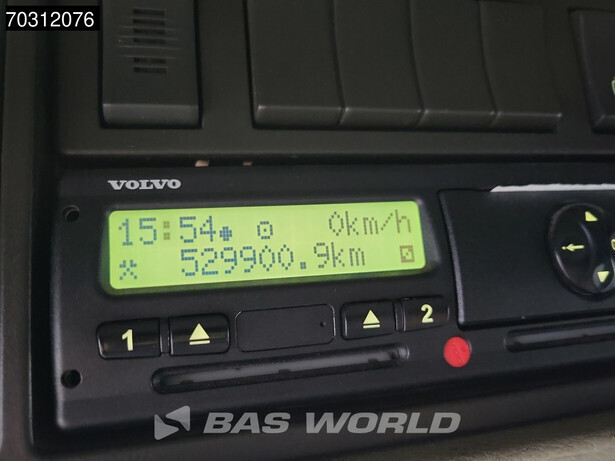 70312076
VOLVO
15:54 0km/h
529900.9km
1 2
BAS WORLD